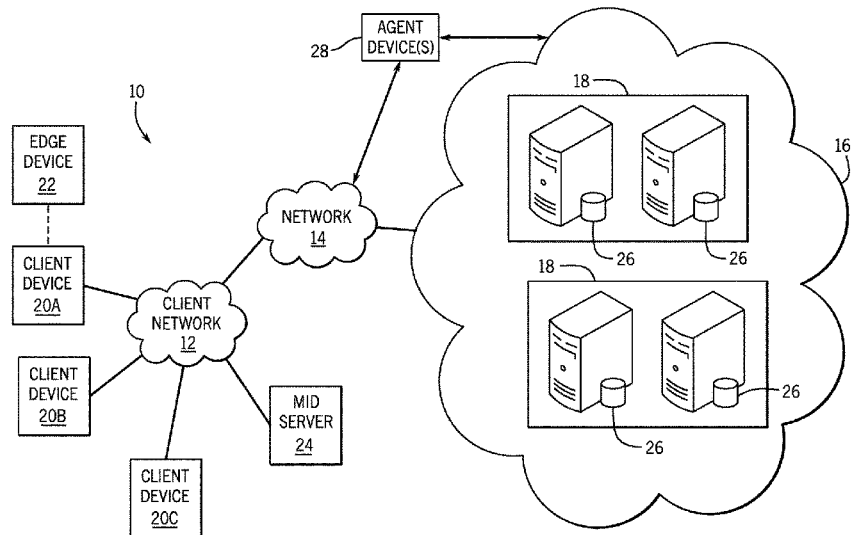 AGENT
DEVICE(S)
28
10
18
16
EDGE
DEVICE
22
NETWORK
14
26
26
CLIENT
DEVICE
20A
18
CLIENT
NETWORK
12
CLIENT
DEVICE
20B
MID
SERVER
24
26
26
CLIENT
DEVICE
20C